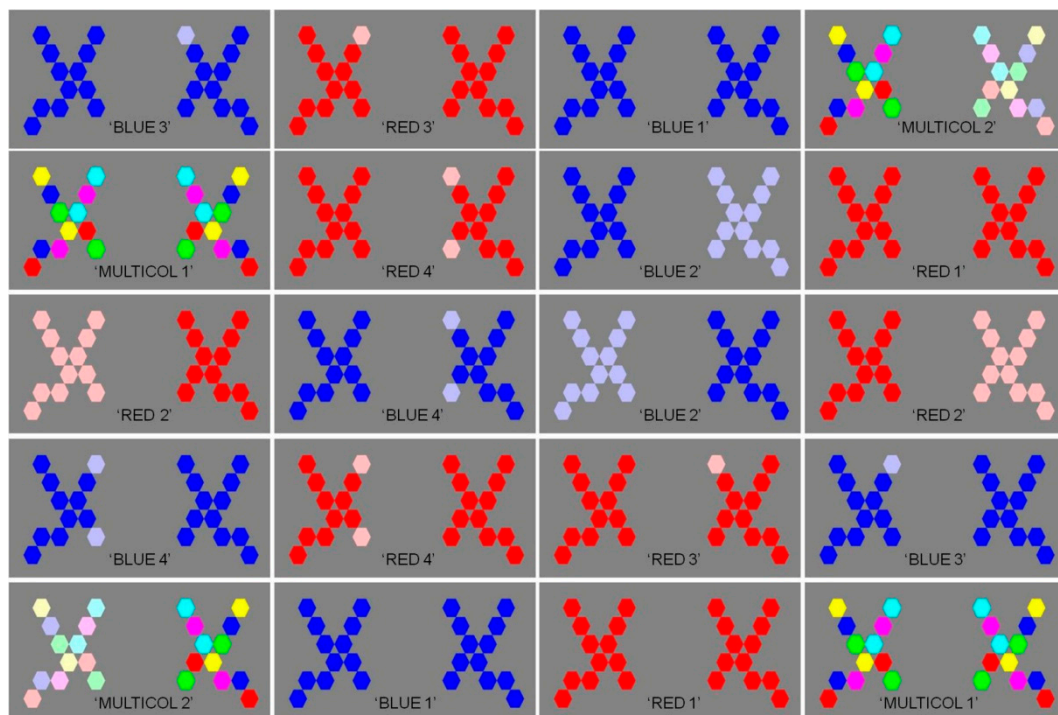 'BLUE 3'
'RED 3'
'BLUE 1'
'MULTICOL 2'
'MULTICOL 1'
'RED 4'
'BLUE 2'
'RED 1'
'RED 2'
'BLUE 4'
'BLUE 2'
'RED 2'
'BLUE 4'
'RED 4'
'RED 3'
'BLUE 3'
'MULTICOL 2'
'BLUE 1'
'RED 1'
'MULTICOL 1'